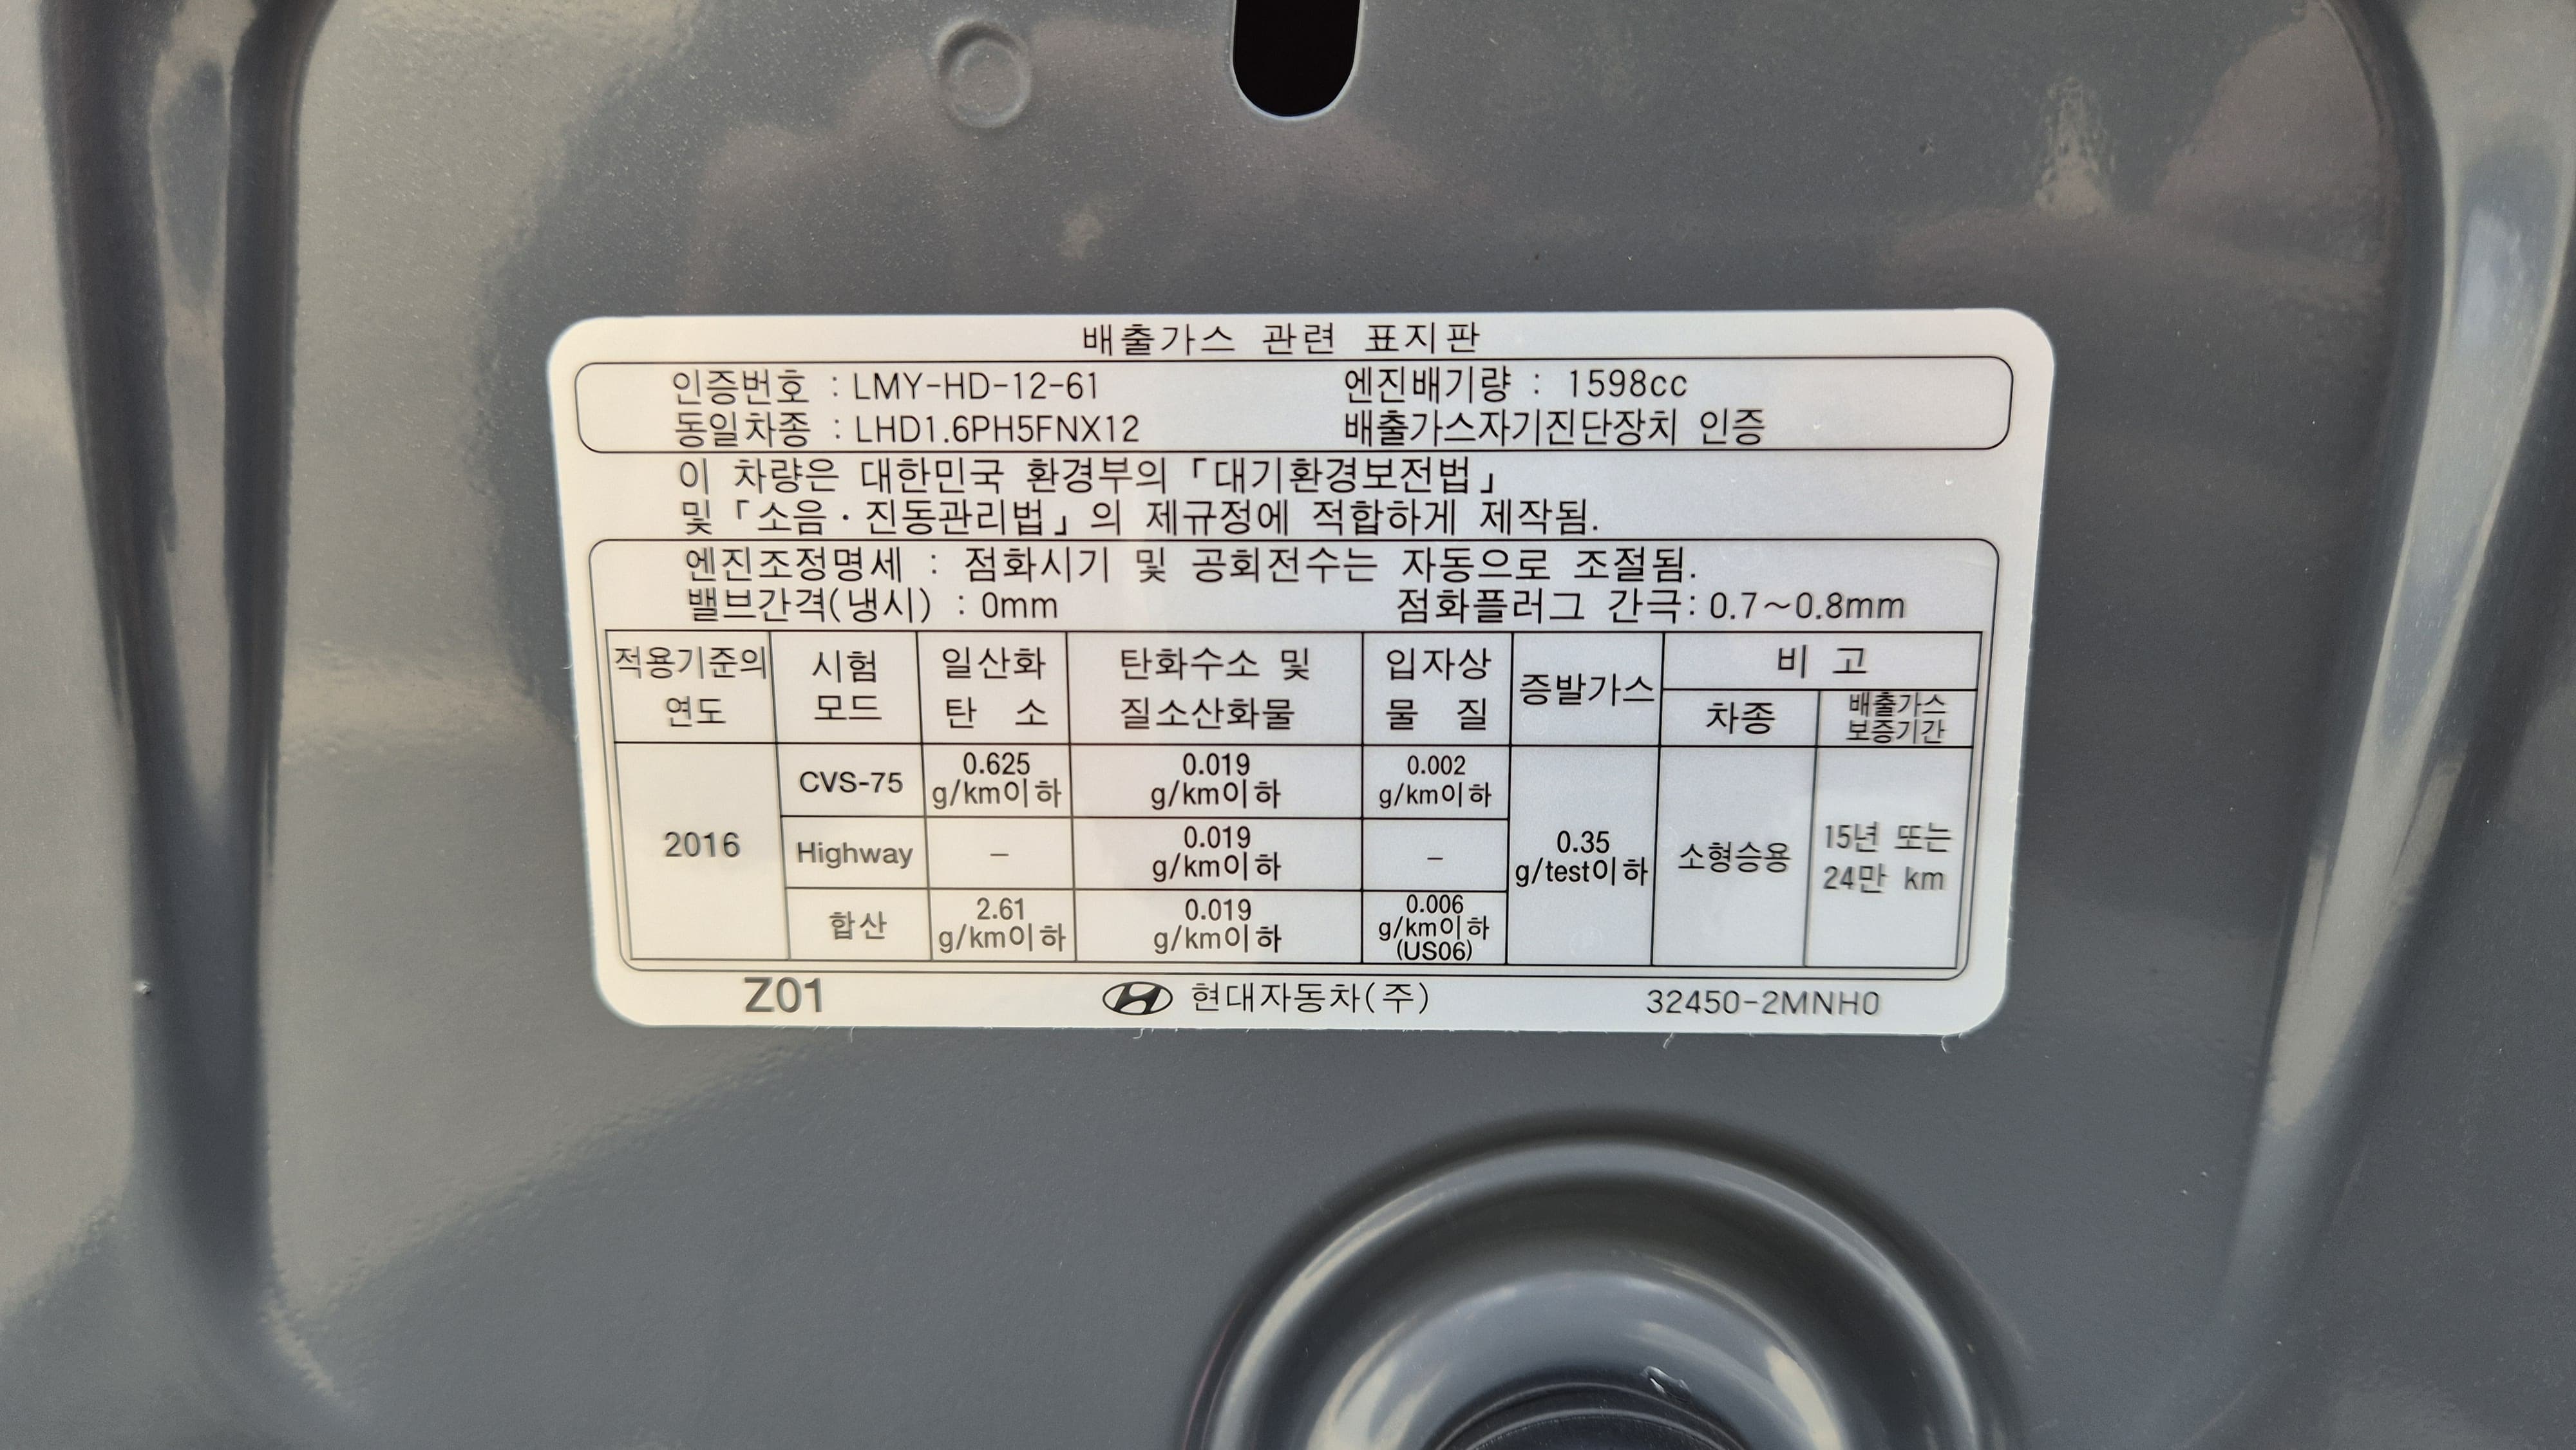 배출가스 관련 표지판
인증번호 : LMY-HD-12-61 엔진배기량 : 1598cc
동일차종 : LHD1.6PH5FNX12 배출가스자기진단장치 인증
이 차량은 대한민국 환경부의 「대기환경보전법」
및 「소음·진동관리법」의 제규정에 적합하게 제작됨.
엔진조정명세 : 점화시기 및 공회전수는 자동으로 조절됨.
밸브간격(냉시) : 0mm 점화플러그 간극: 0.7~0.8mm
적용기준의 연도 시험 모드 일산화 탄 소 탄화수소 및 질소산화물 입자상 물 질 증발가스 비 고
차종 배출가스 보증기간
2016 CVS-75 0.625 g/km이하 0.019 g/km이하 0.002 g/km이하 0.35 g/test이하 소형승용 15년 또는 24만 km
Highway – 0.019 g/km이하 –
합산 2.61 g/km이하 0.019 g/km이하 0.006 g/km이하 (US06)
Z01 현대자동차(주) 32450-2MNH0